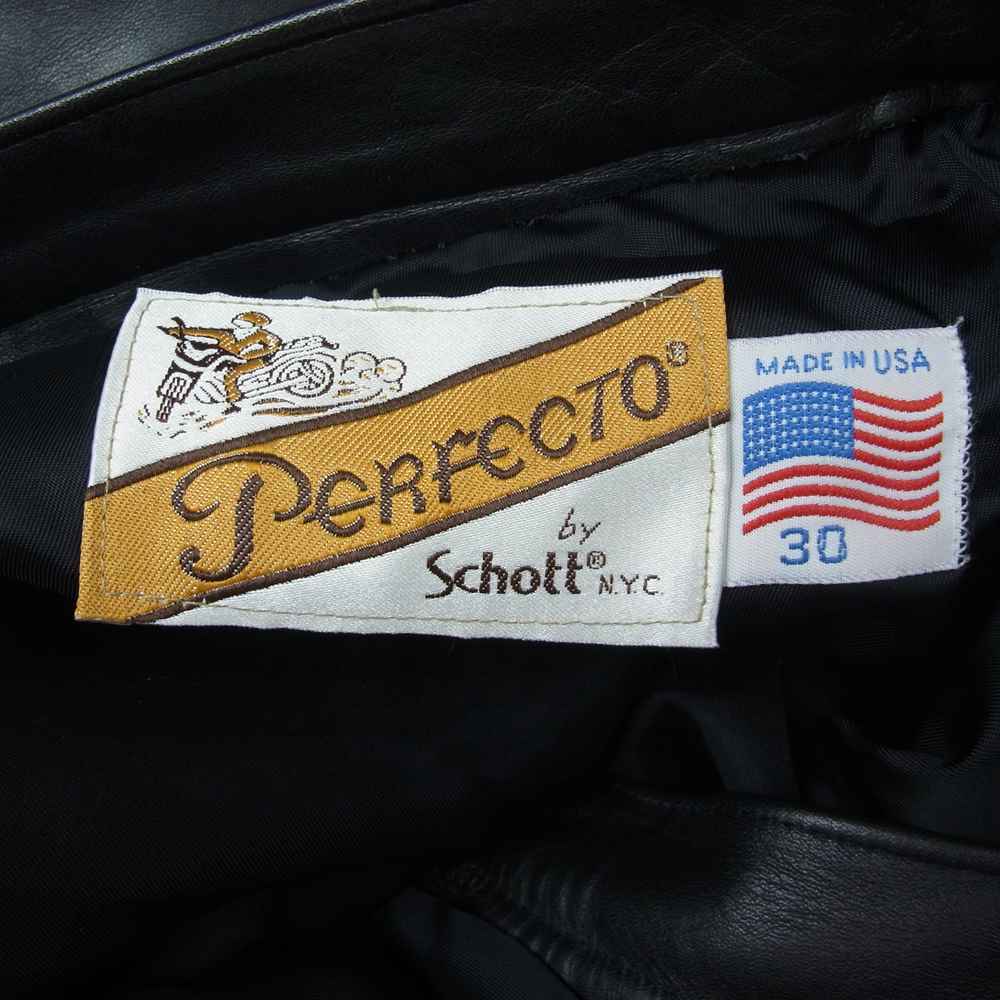 PERFECTO®
by
Schott® N.Y.C.
MADE IN USA
30